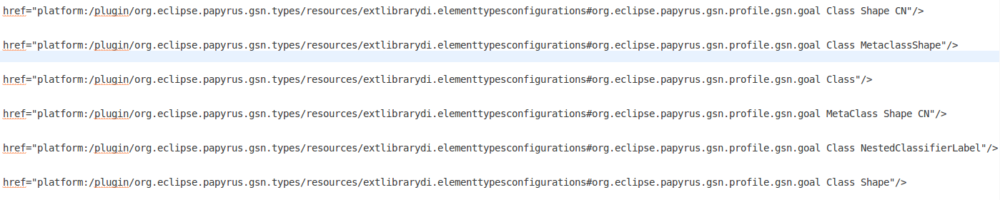 href="platform:/plugin/org.eclipse.papyrus.gsn.types/resources/extlibrarydi.elementtypesconfigurations#org.eclipse.papyrus.gsn.profile.gsn.goal Class Shape CN"/>
href="platform:/plugin/org.eclipse.papyrus.gsn.types/resources/extlibrarydi.elementtypesconfigurations#org.eclipse.papyrus.gsn.profile.gsn.goal Class MetaclassShape"/>
href="platform:/plugin/org.eclipse.papyrus.gsn.types/resources/extlibrarydi.elementtypesconfigurations#org.eclipse.papyrus.gsn.profile.gsn.goal Class"/>
href="platform:/plugin/org.eclipse.papyrus.gsn.types/resources/extlibrarydi.elementtypesconfigurations#org.eclipse.papyrus.gsn.profile.gsn.goal MetaClass Shape CN"/>
href="platform:/plugin/org.eclipse.papyrus.gsn.types/resources/extlibrarydi.elementtypesconfigurations#org.eclipse.papyrus.gsn.profile.gsn.goal Class NestedClassifierLabel"/>
href="platform:/plugin/org.eclipse.papyrus.gsn.types/resources/extlibrarydi.elementtypesconfigurations#org.eclipse.papyrus.gsn.profile.gsn.goal Class Shape"/>